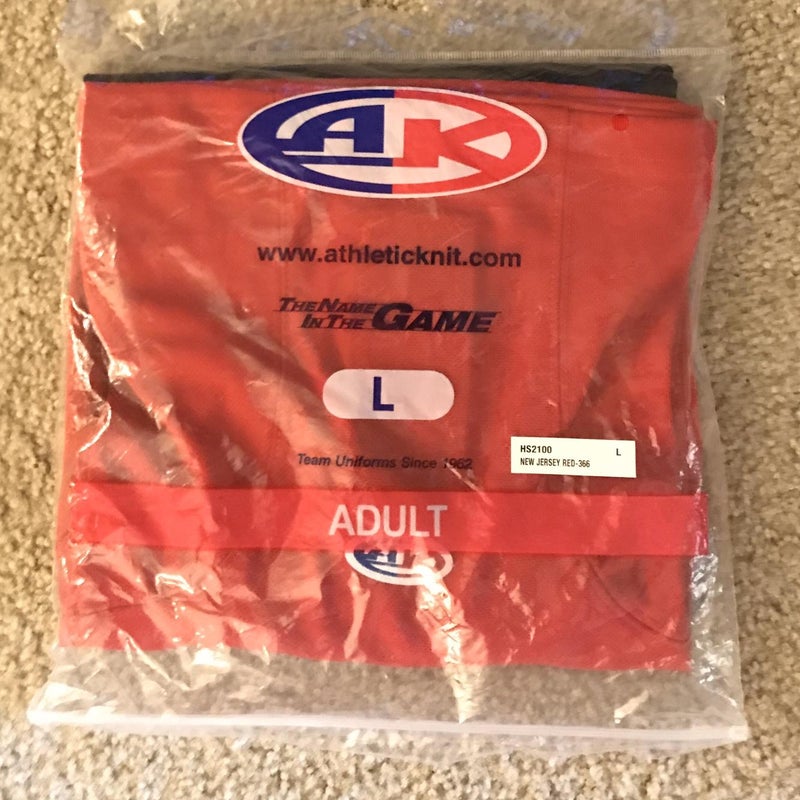 AK
www.athleticknit.com
THE NAME
IN THE GAME
L
Team Uniforms Since 1962
HS2100 L
NEW JERSEY RED-366
ADULT
AK